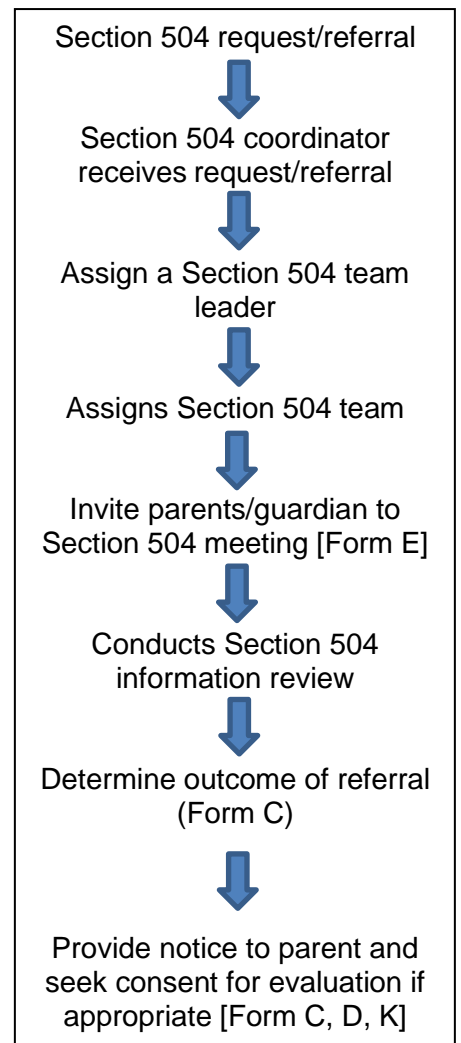 Section 504 request/referral
Section 504 coordinator
receives request/referral
Assign a Section 504 team
leader
Assigns Section 504 team
Invite parents/guardian to
Section 504 meeting [Form E]
Conducts Section 504
information review
Determine outcome of referral
(Form C)
Provide notice to parent and
seek consent for evaluation if
appropriate [Form C, D, K]